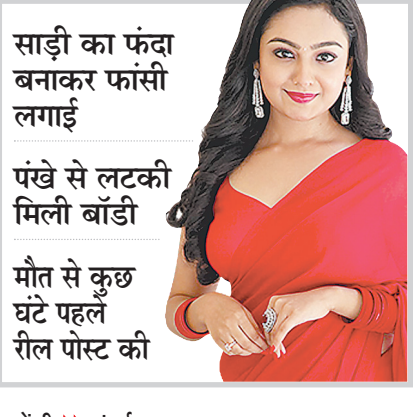 साड़ी का फंदा
बनाकर फांसी
लगाई
पंखे से लटकी
मिली बॉडी
मौत से कुछ
घंटे पहले
रील पोस्ट की